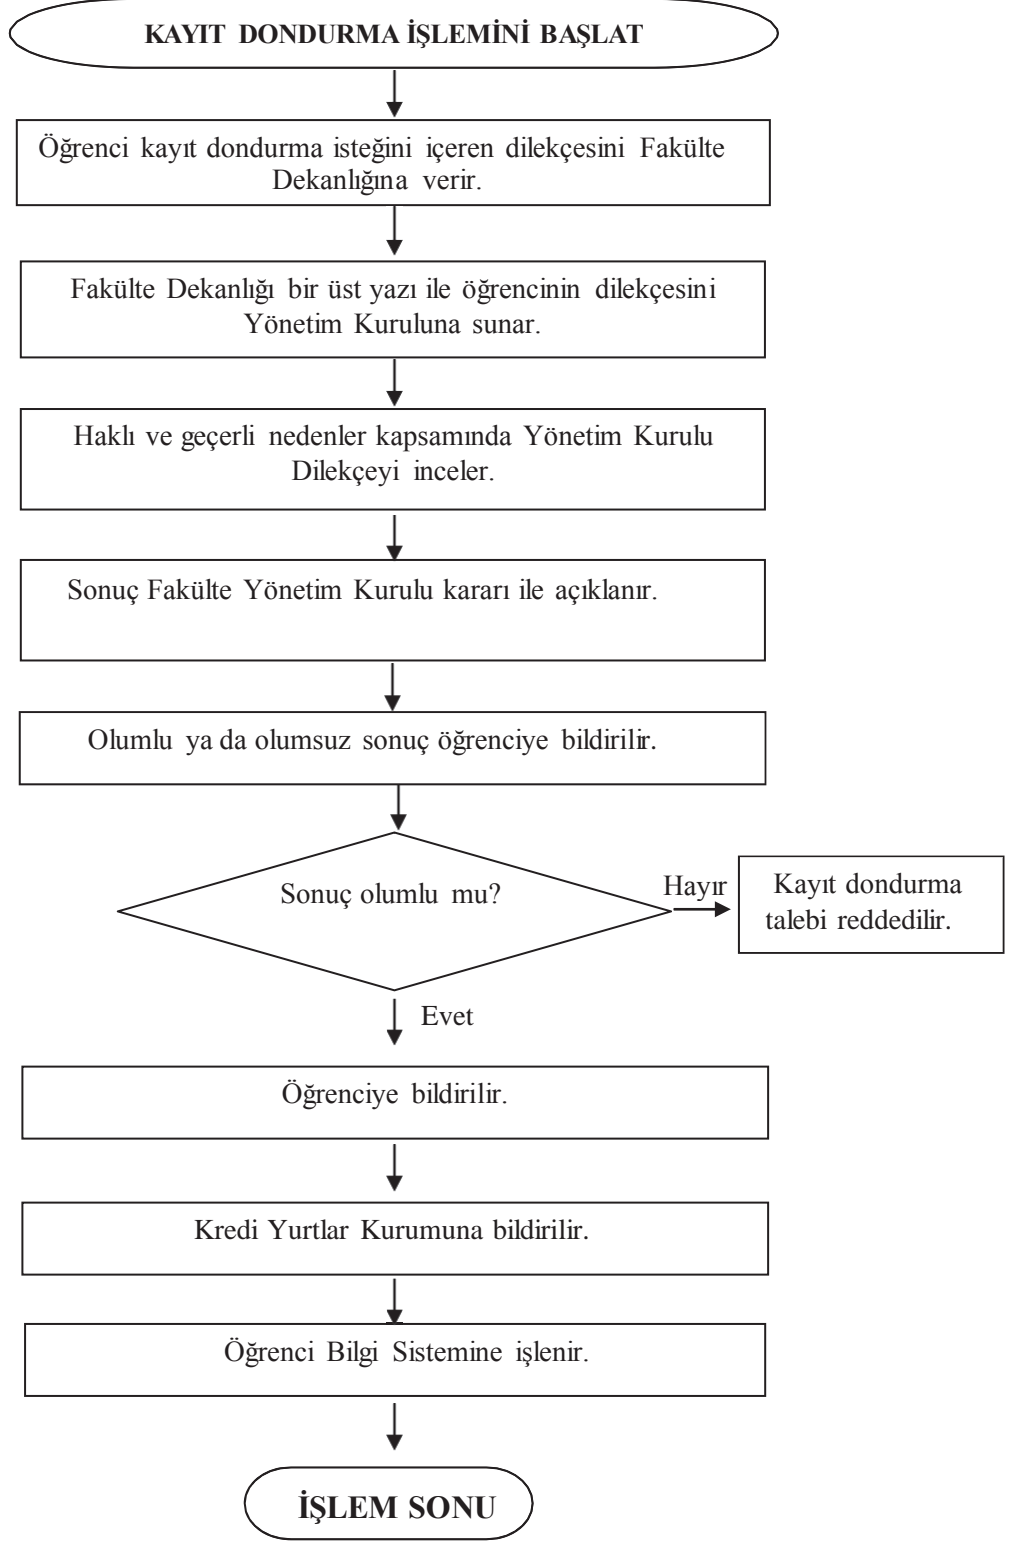 KAYIT DONDURMA İŞLEMİNİ BAŞLAT
Öğrenci kayıt dondurma isteğini içeren dilekçesini Fakülte
Dekanlığına verir.
Fakülte Dekanlığı bir üst yazı ile öğrencinin dilekçesini
Yönetim Kuruluna sunar.
Haklı ve geçerli nedenler kapsamında Yönetim Kurulu
Dilekçeyi inceler.
Sonuç Fakülte Yönetim Kurulu kararı ile açıklanır.
Olumlu ya da olumsuz sonuç öğrenciye bildirilir.
Sonuç olumlu mu?
Hayır
Kayıt dondurma
talebi reddedilir.
Evet
Öğrenciye bildirilir.
Kredi Yurtlar Kurumuna bildirilir.
Öğrenci Bilgi Sistemine işlenir.
İŞLEM SONU